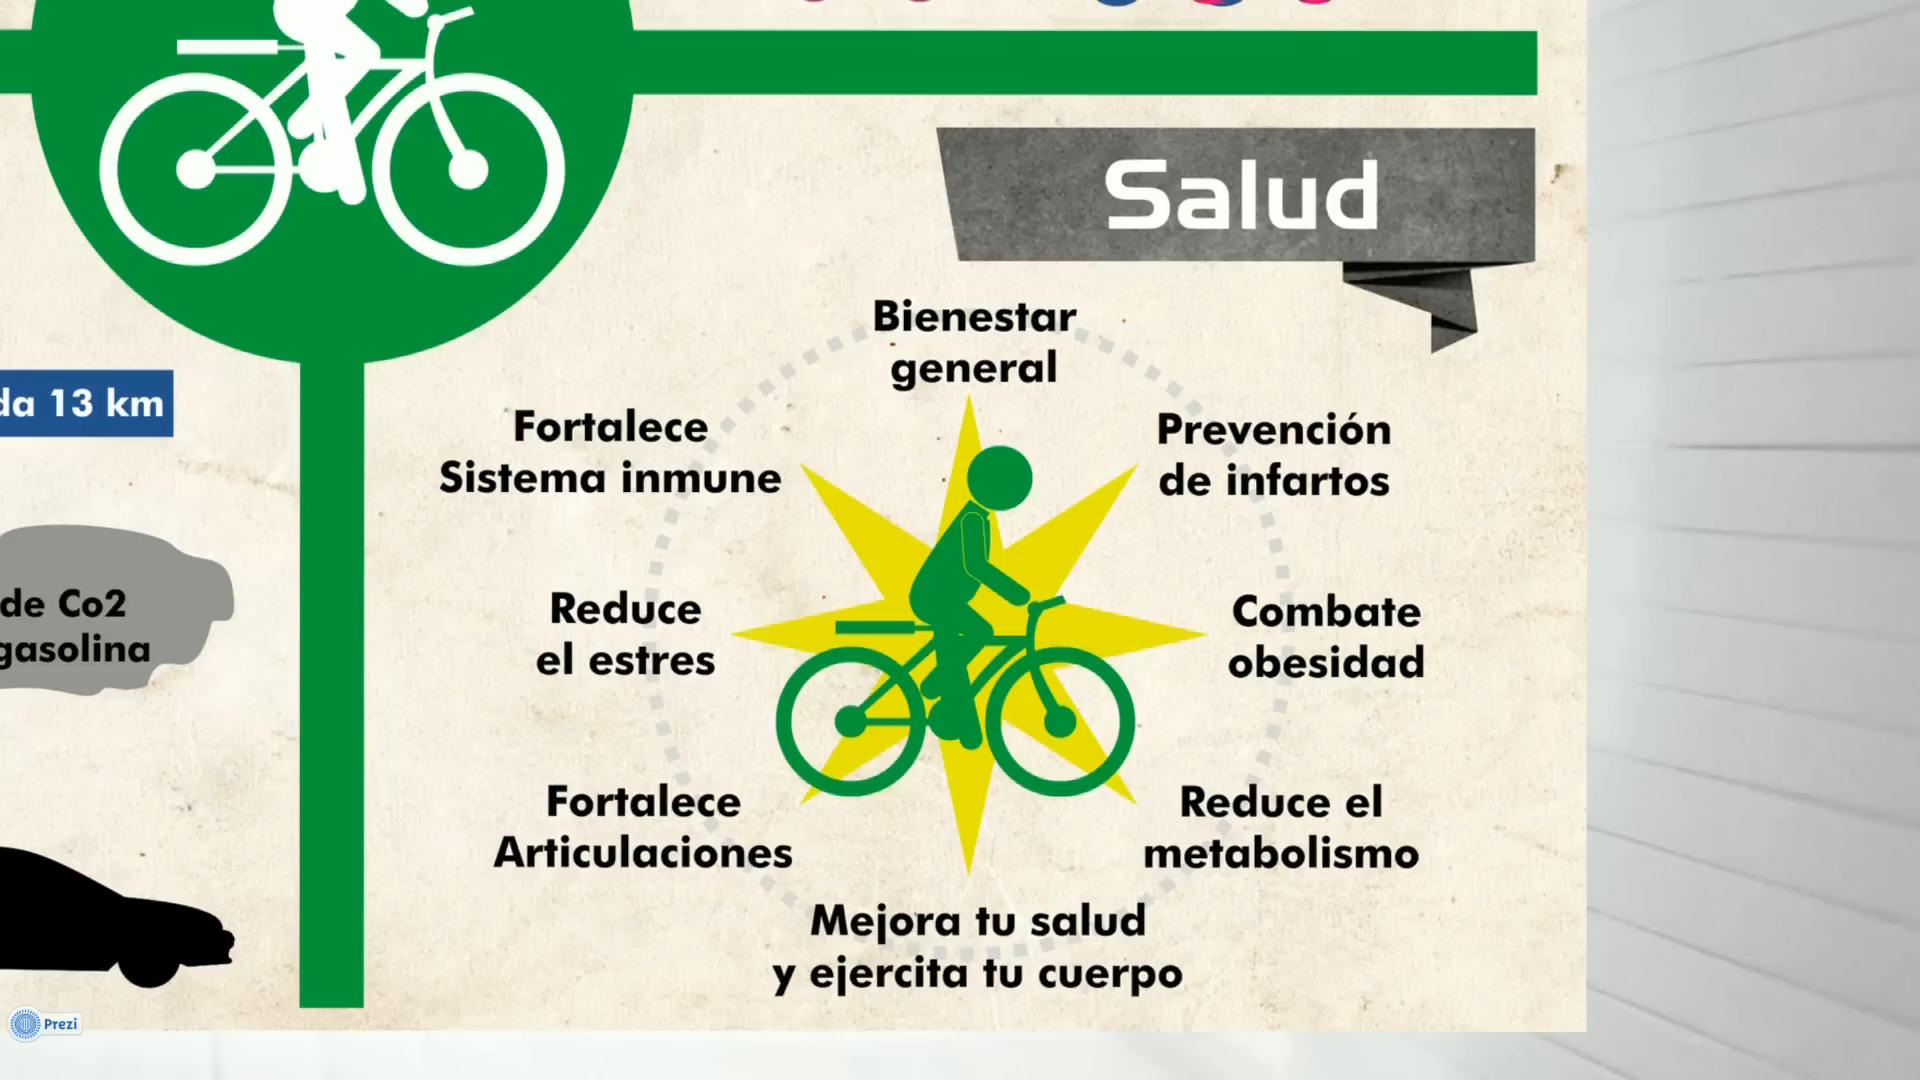 Salud
Bienestar
general
Fortalece
Sistema inmune
Prevención
de infartos
da 13 km
Reduce
el estres
Combate
obesidad
de Co2
gasolina
Fortalece
Articulaciones
Reduce el
metabolismo
Mejora tu salud
y ejercita tu cuerpo
Prezi